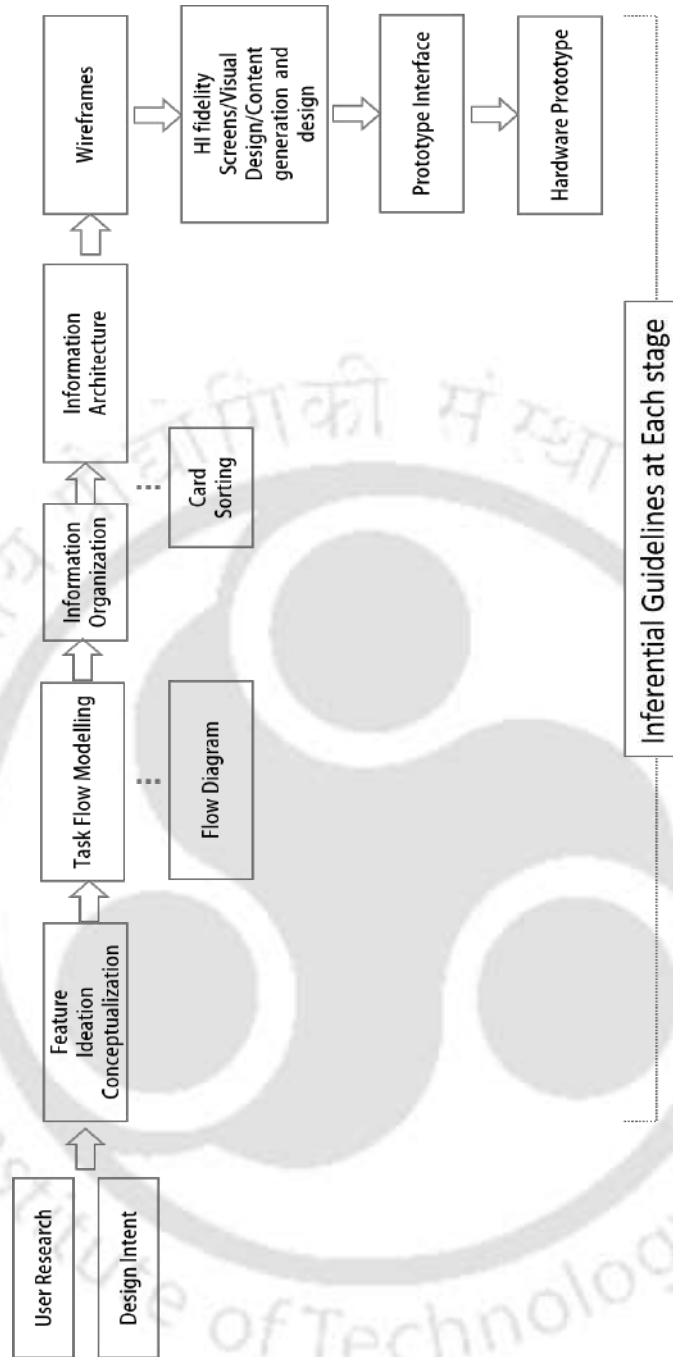 User Research
Design Intent
Feature
Ideation
Conceptualization
Task Flow Modelling
Flow Diagram
Information
Organization
Card
Sorting
Information
Architecture
Wireframes
HI fidelity
Screens/Visual
Design/Content
generation and
design
Prototype Interface
Hardware Prototype
Inferential Guidelines at Each stage
प्रौद्योगिकी संस्था
stitute of Technolog